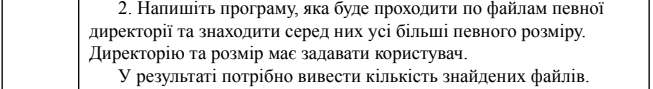 2. Напишіть програму, яка буде проходити по файлам певної
директорії та знаходити серед них усі більші певного розміру.
Директорію та розмір має задавати користувач.
У результаті потрібно вивести кількість знайдених файлів.